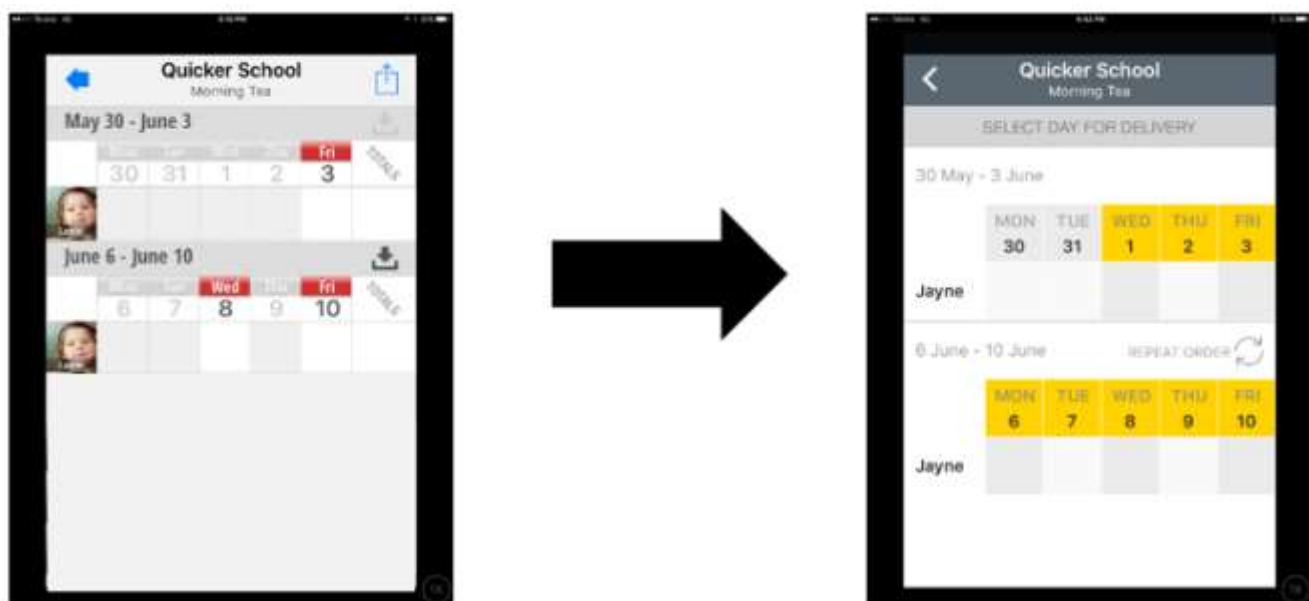 Quicker School
Morning Tea
May 30 - June 3
Fri
TOTALS
30 31 1 2 3
June 6 - June 10
Wed Fri
TOTALS
6 7 8 9 10
Quicker School
Morning Tea
SELECT DAY FOR DELIVERY
30 May - 3 June
MON TUE WED THU FRI
30 31 1 2 3
Jayne
6 June - 10 June REPEAT ORDER
MON TUE WED THU FRI
6 7 8 9 10
Jayne